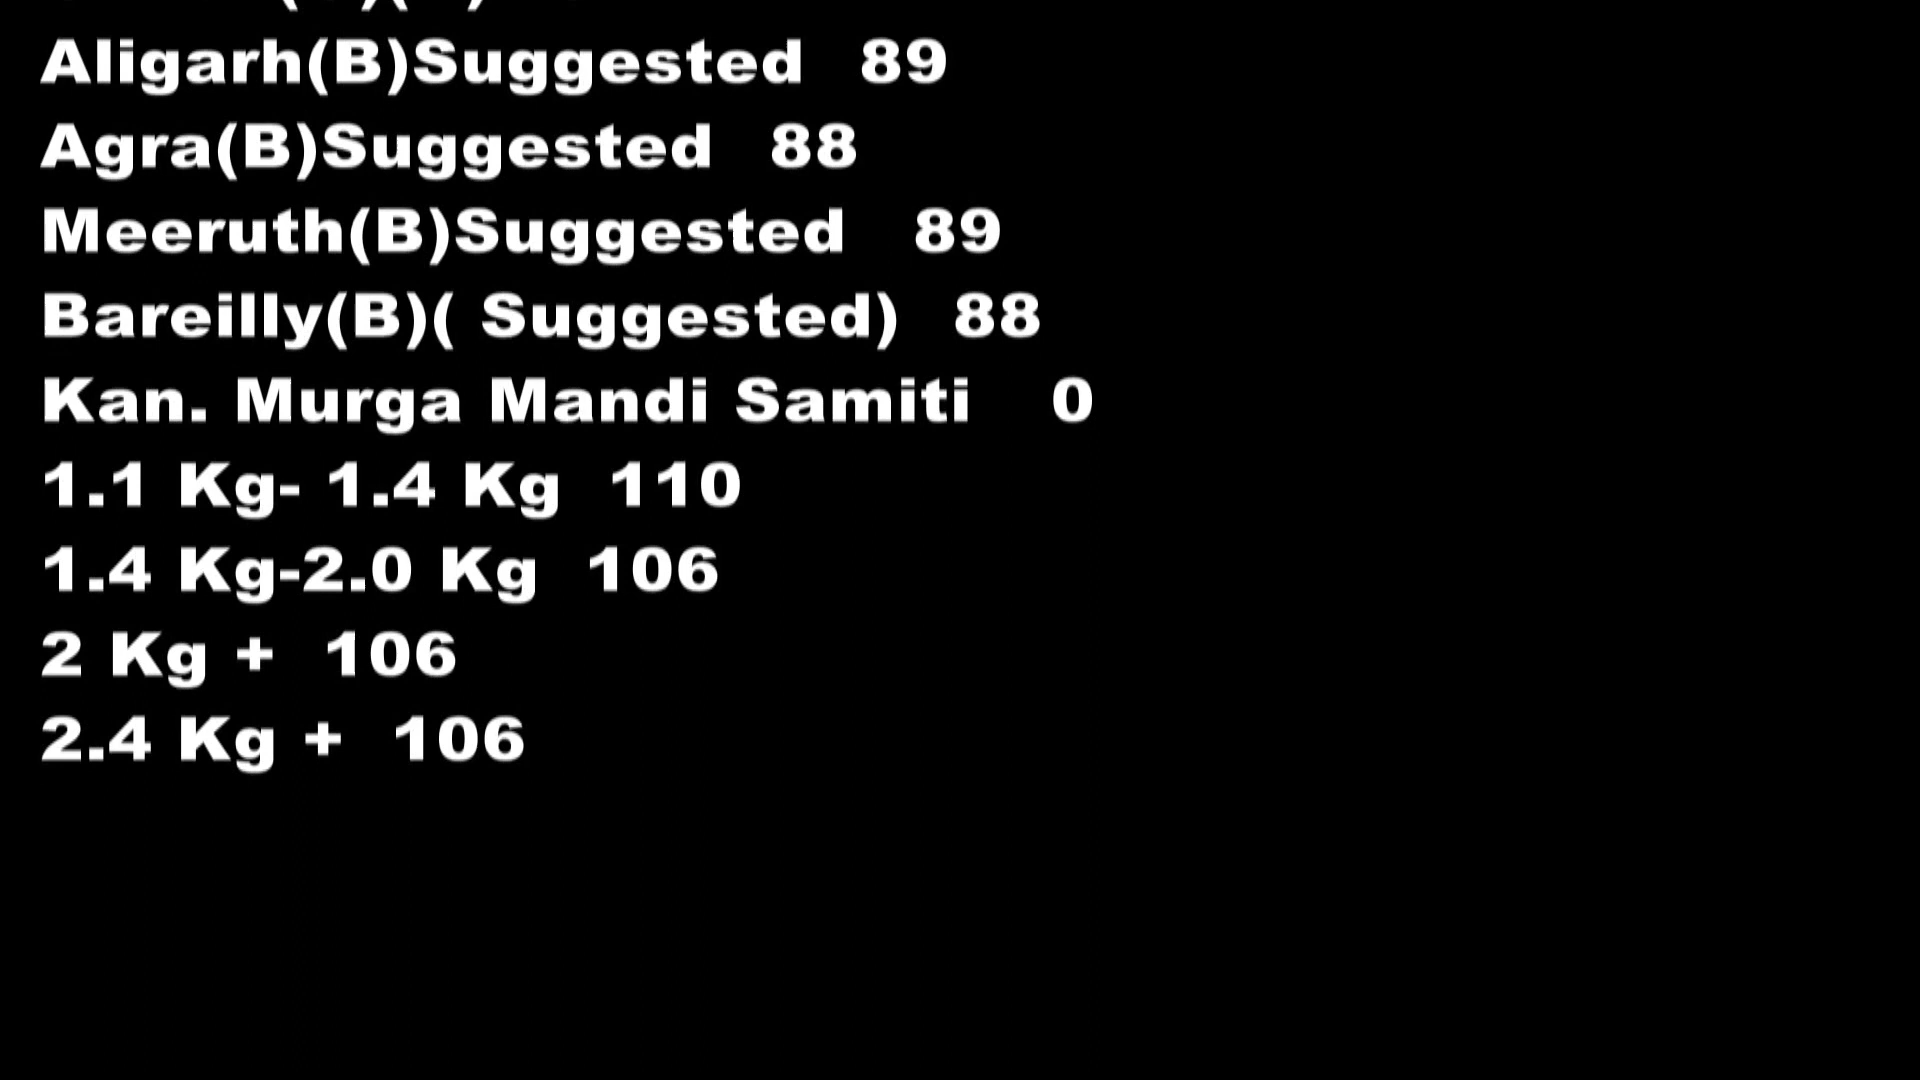 Aligarh(B)Suggested 89
Agra(B)Suggested 88
Meeruth(B)Suggested 89
Bareilly(B)( Suggested) 88
Kan. Murga Mandi Samiti 0
1.1 Kg- 1.4 Kg 110
1.4 Kg-2.0 Kg 106
2 Kg + 106
2.4 Kg + 106